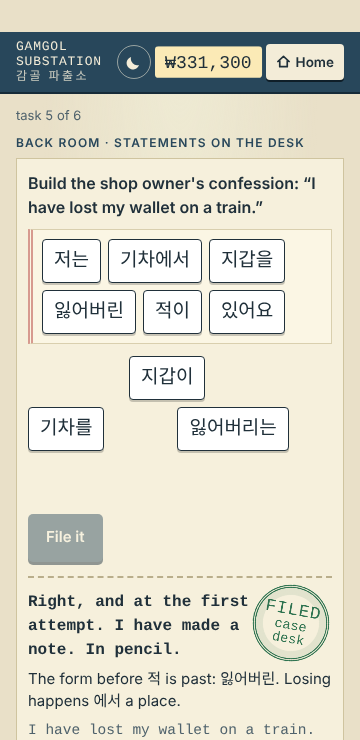 GAMGOL
SUBSTATION
감골 파출소
₩331,300
Home
task 5 of 6
BACK ROOM · STATEMENTS ON THE DESK
Build the shop owner's confession: “I
have lost my wallet on a train.”
저는 기차에서 지갑을
잃어버린 적이 있어요
지갑이
기차를 잃어버리는
File it
Right, and at the first
attempt. I have made a
note. In pencil.
FILED
case
desk
The form before 적 is past: 잃어버린. Losing
happens 에서 a place.
I have lost my wallet on a train.